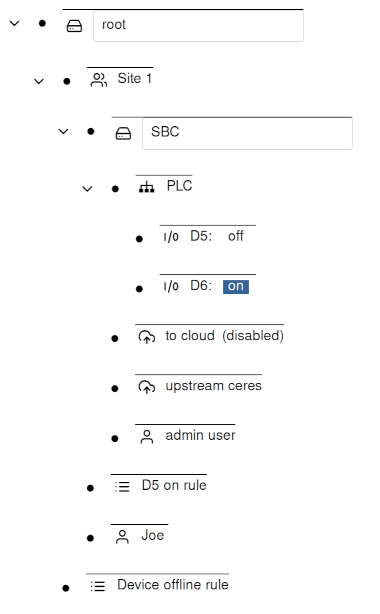 root
Site 1
SBC
PLC
I/O D5: off
I/O D6: on
to cloud (disabled)
upstream ceres
admin user
D5 on rule
Joe
Device offline rule